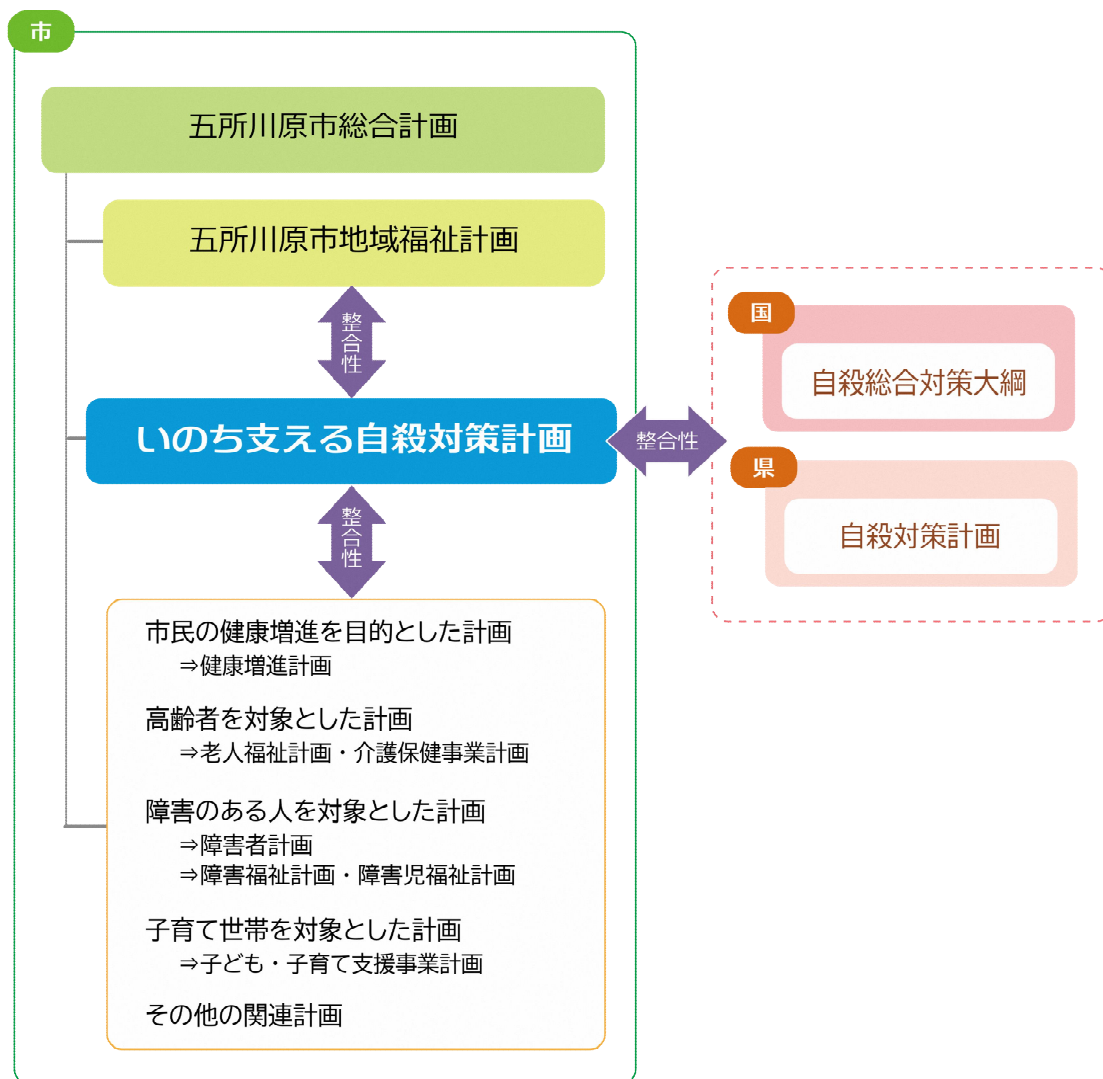 市
五所川原市総合計画
五所川原市地域福祉計画
整合性
いのち支える自殺対策計画
整合性
整合性
市民の健康増進を目的とした計画
⇒健康増進計画
高齢者を対象とした計画
⇒老人福祉計画・介護保健事業計画
障害のある人を対象とした計画
⇒障害者計画
⇒障害福祉計画・障害児福祉計画
子育て世帯を対象とした計画
⇒子ども・子育て支援事業計画
その他の関連計画
国
自殺総合対策大綱
県
自殺対策計画